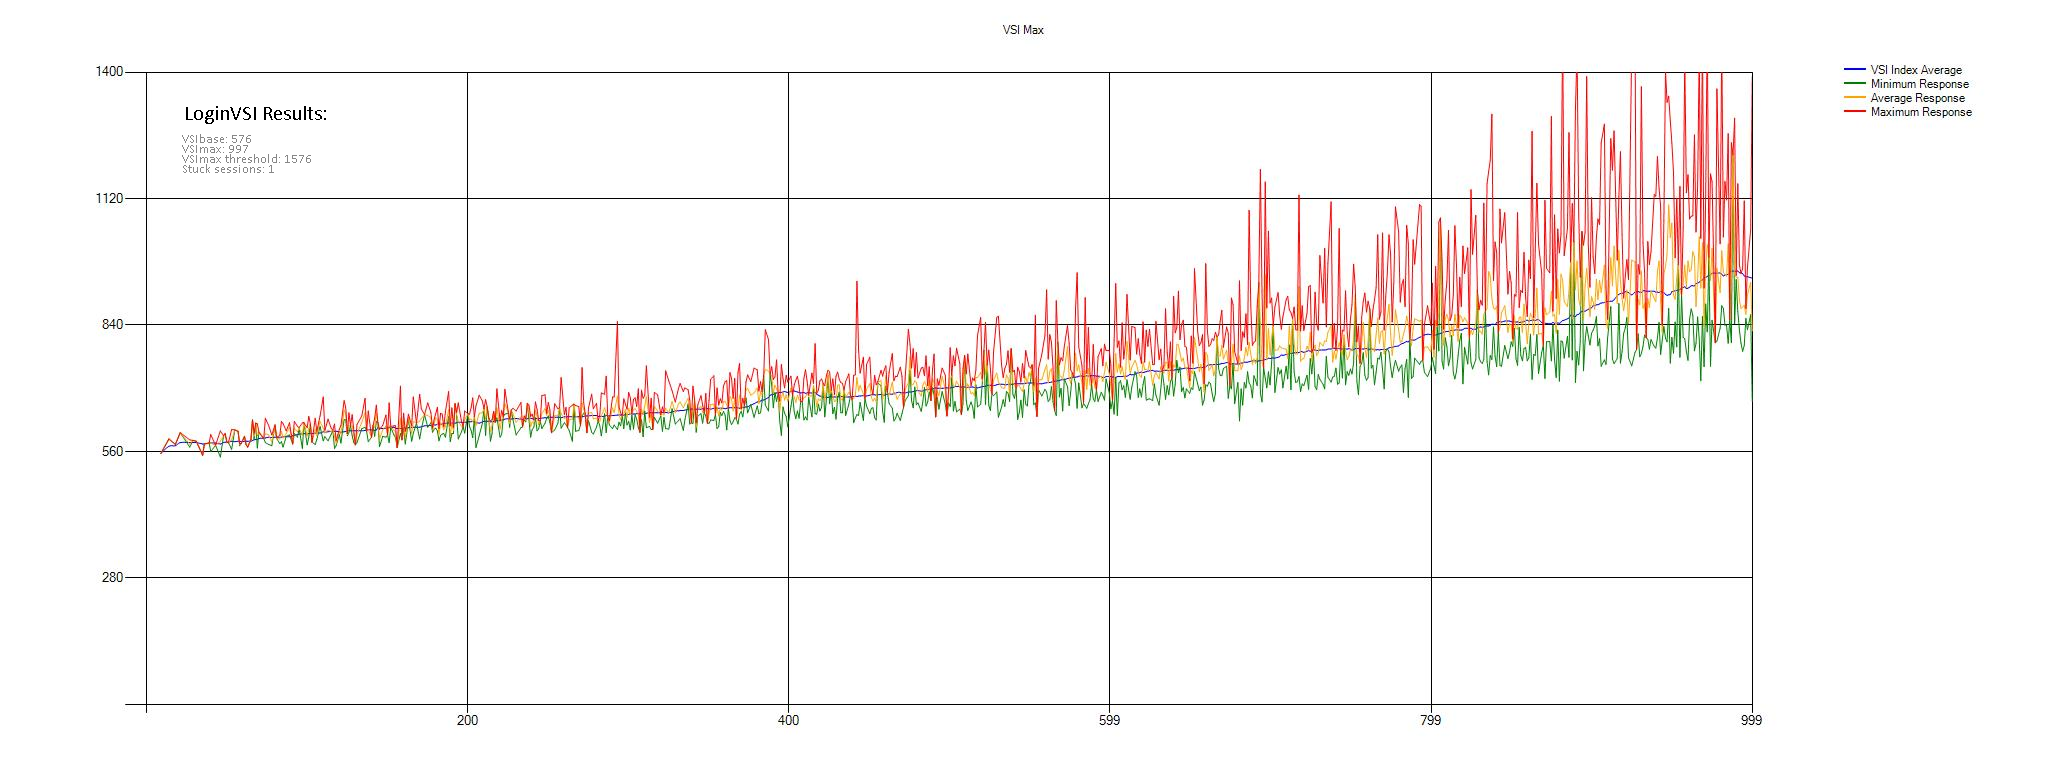 VSI Max
1400
1120
840
560
280
LoginVSI Results:
VSIbase: 576
VSImax: 997
VSImax threshold: 1576
Stuck sessions: 1
200
400
599
799
999
VSI Index Average
Minimum Response
Average Response
Maximum Response